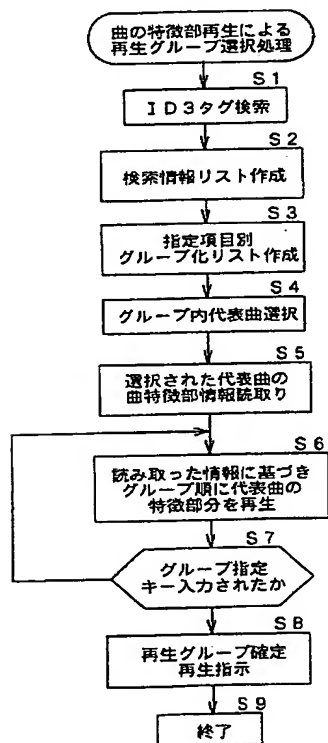 曲の特徴部再生による
再生グループ選択処理
S1
ID3タグ検索
S2
検索情報リスト作成
S3
指定項目別
グループ化リスト作成
S4
グループ内代表曲選択
S5
選択された代表曲の
曲特徴部情報読取り
S6
読み取った情報に基づき
グループ順に代表曲の
特徴部分を再生
S7
グループ指定
キー入力されたか
S8
再生グループ確定
再生指示
S9
終了